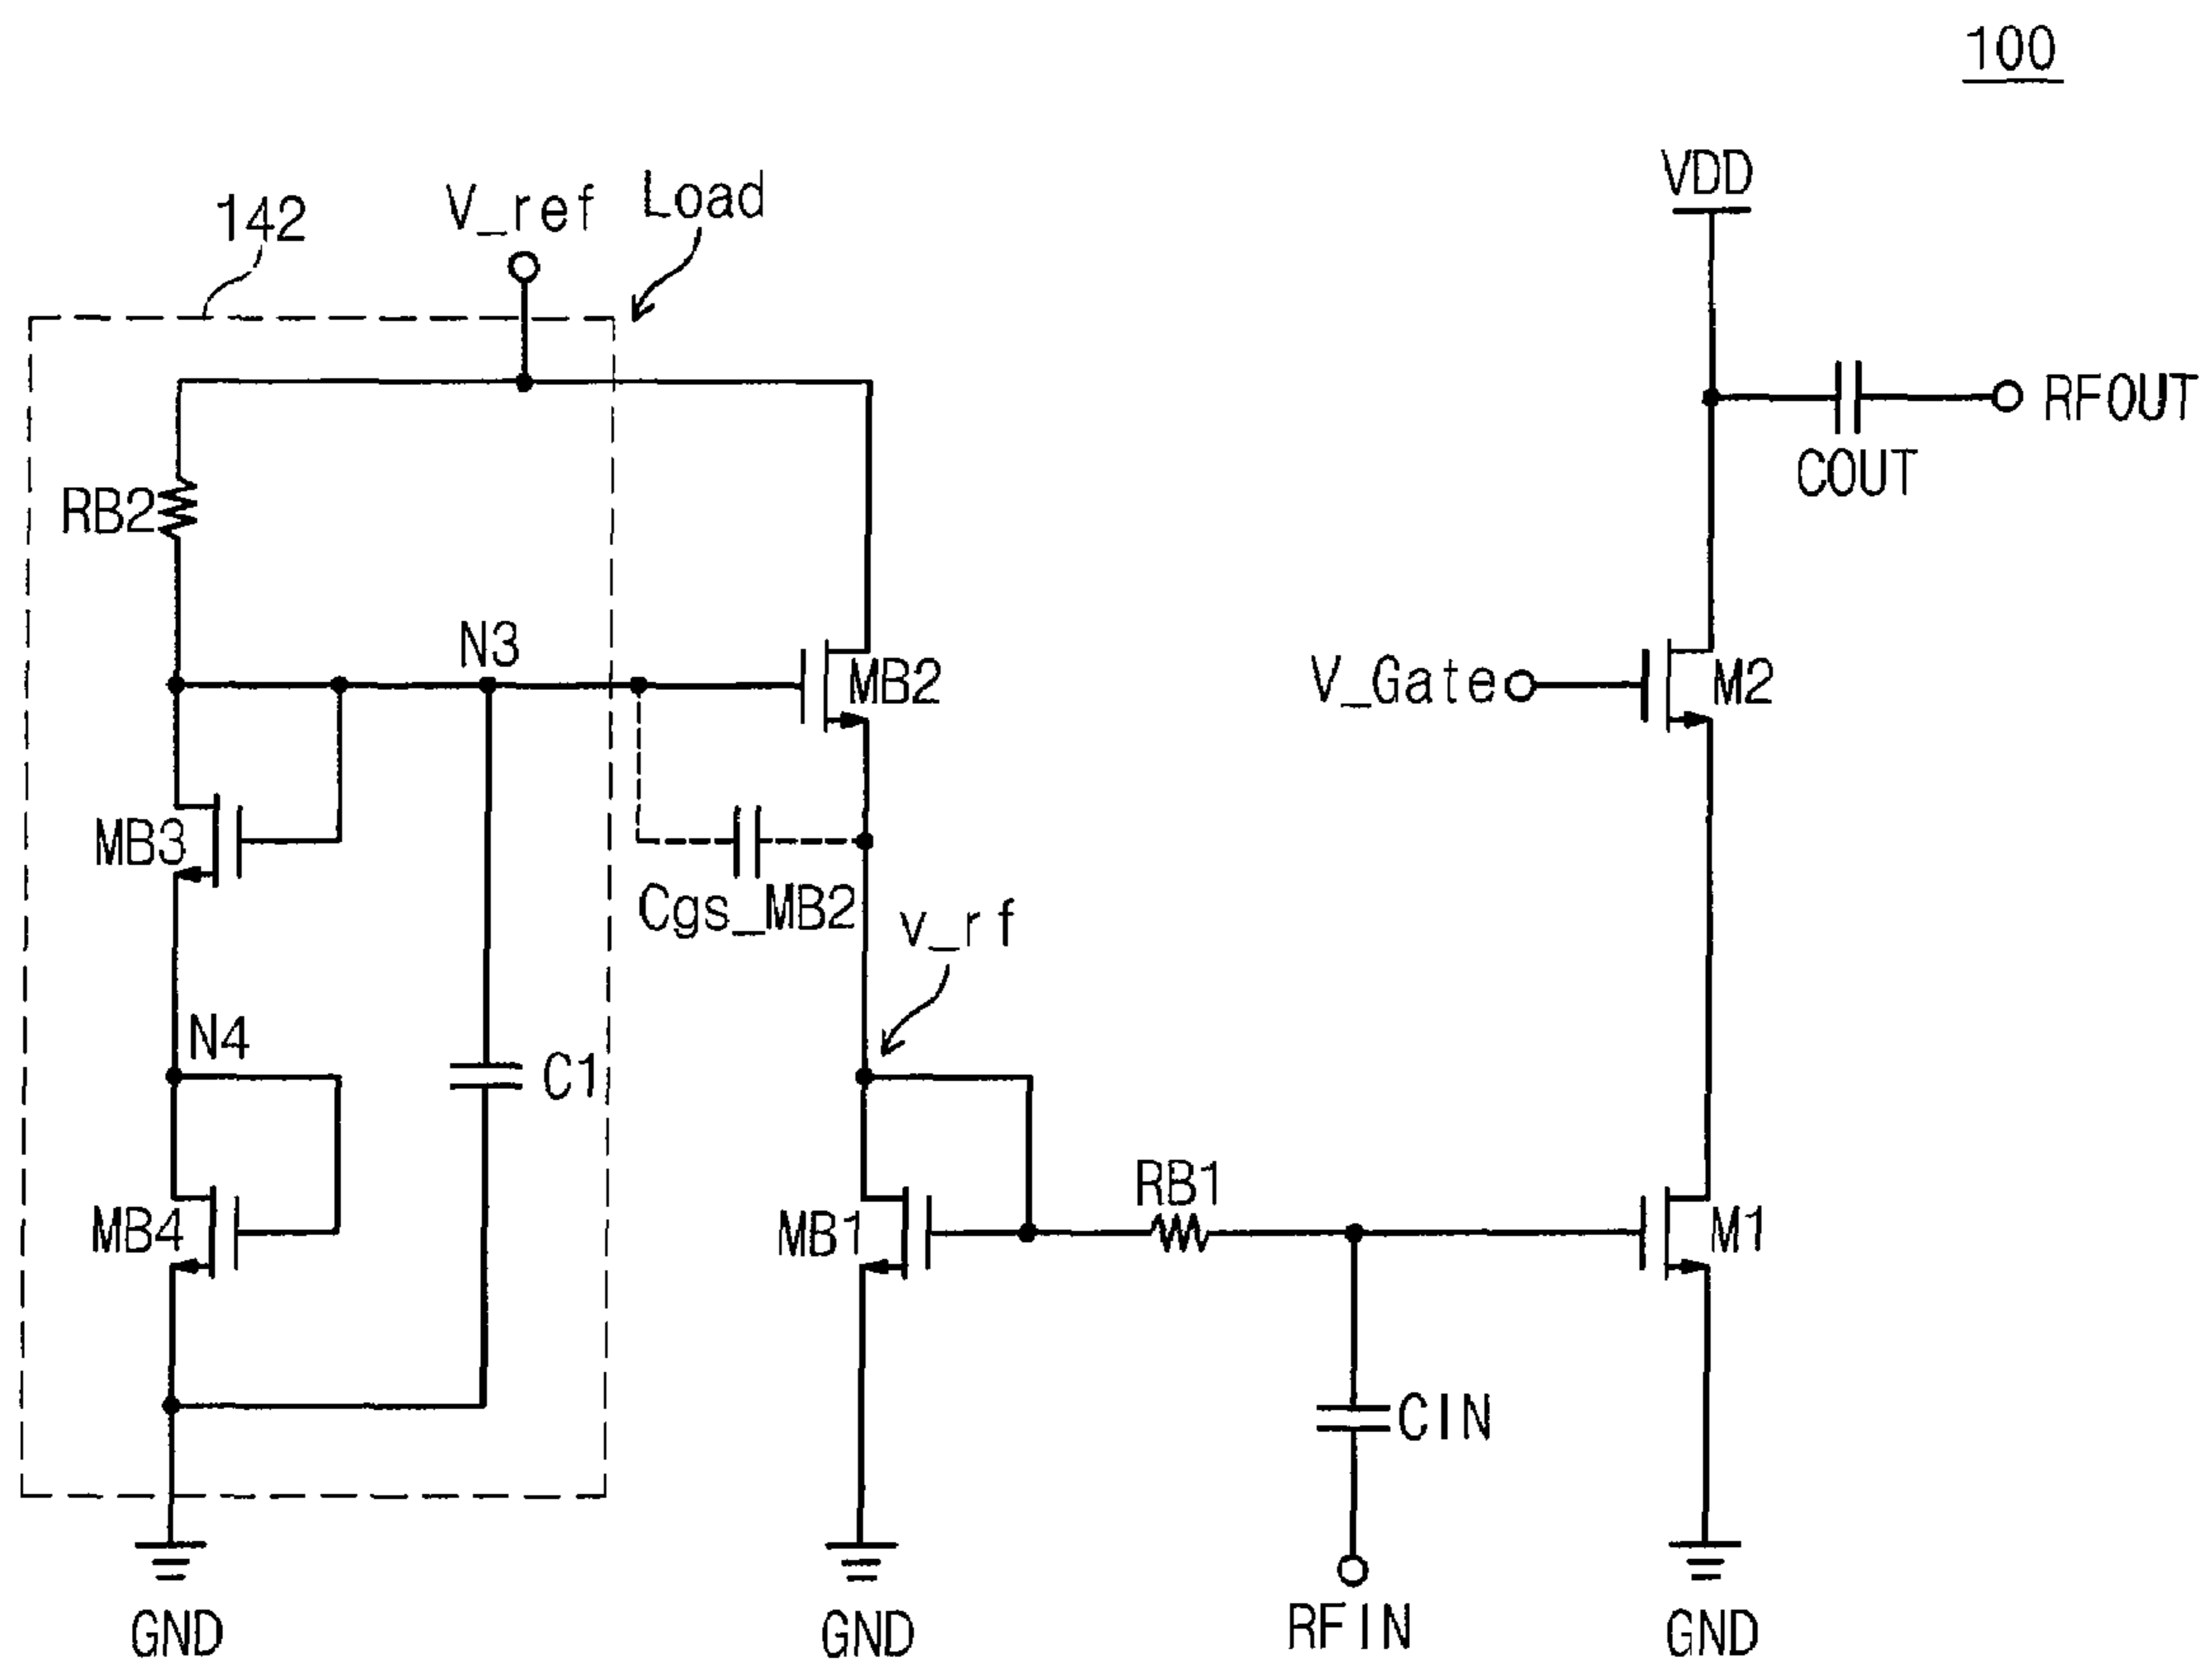 100
VDD
142
V_ref
Load
RFOUT
COUT
RB2
N3
MB2
V_Gate
M2
MB3
Cgs_MB2
v_rf
N4
C1
RB1
MB4
MB1
M1
CIN
GND
GND
RFIN
GND